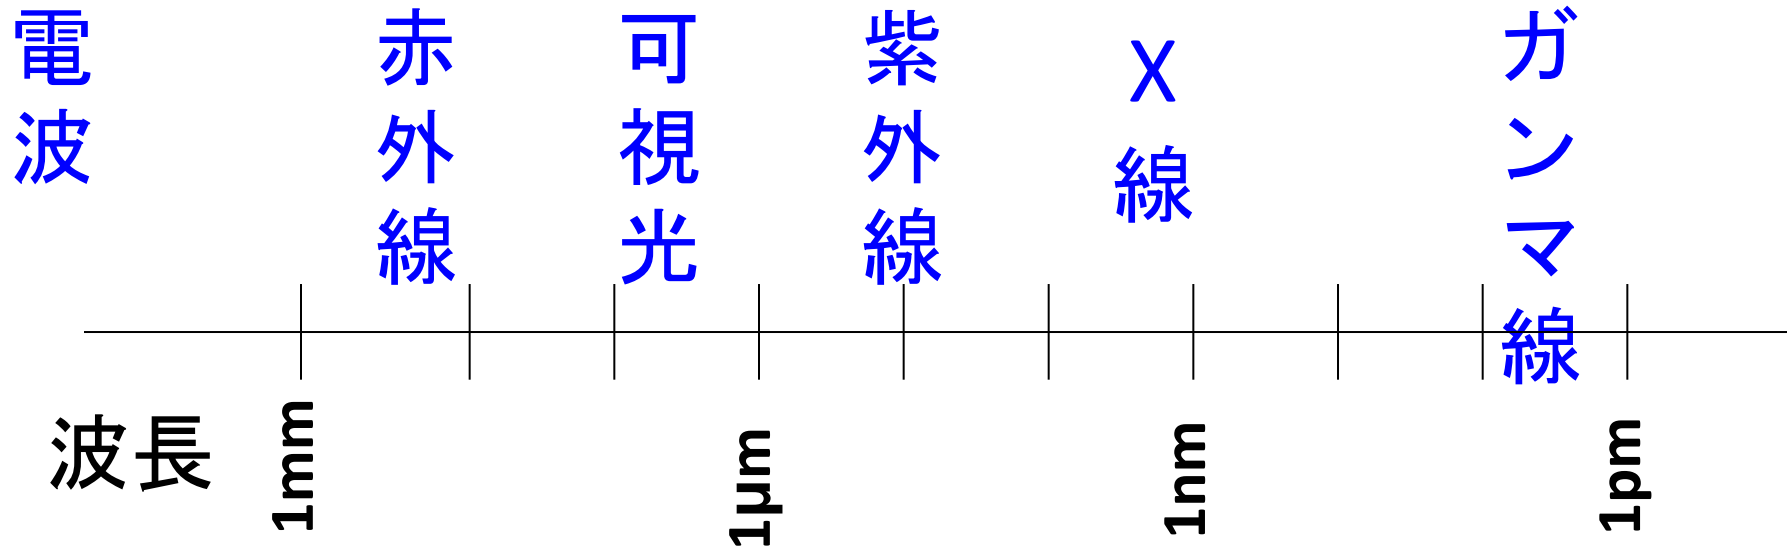 電波
赤外線
可視光
紫外線
X線
ガンマ線
波長
1mm
1μm
1nm
1pm